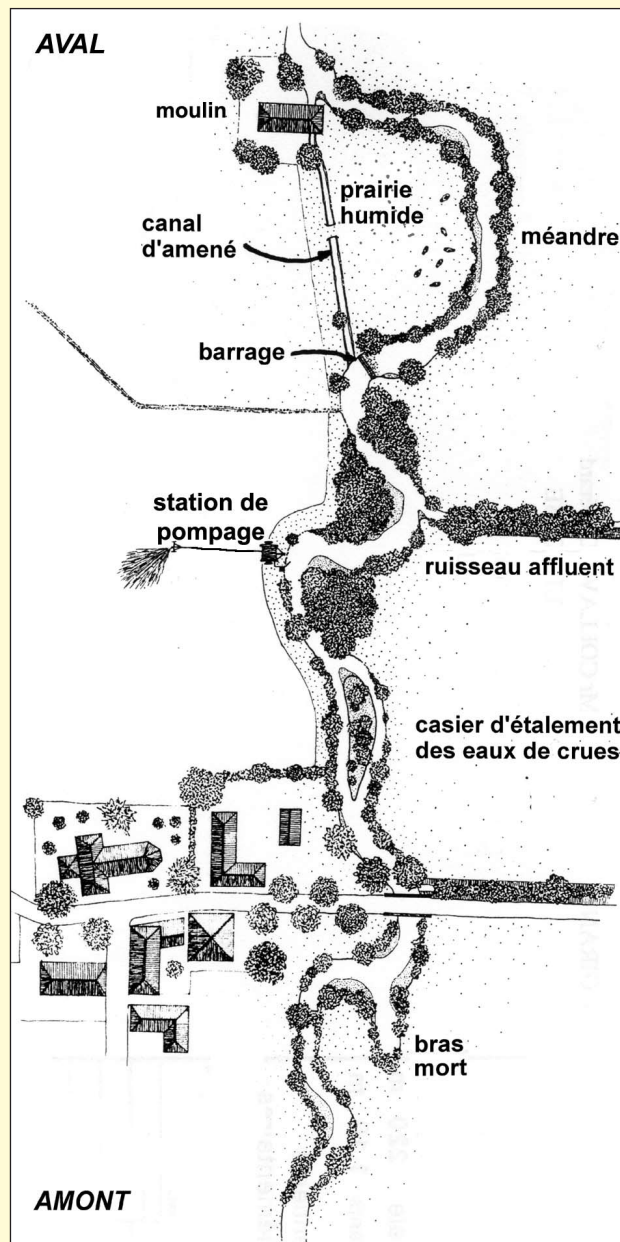 AVAL
moulin
prairie
humide
canal
d'amené
méandre
barrage
station de
pompage
ruisseau affluent
casier d'étalement
des eaux de crues
bras
mort
AMONT